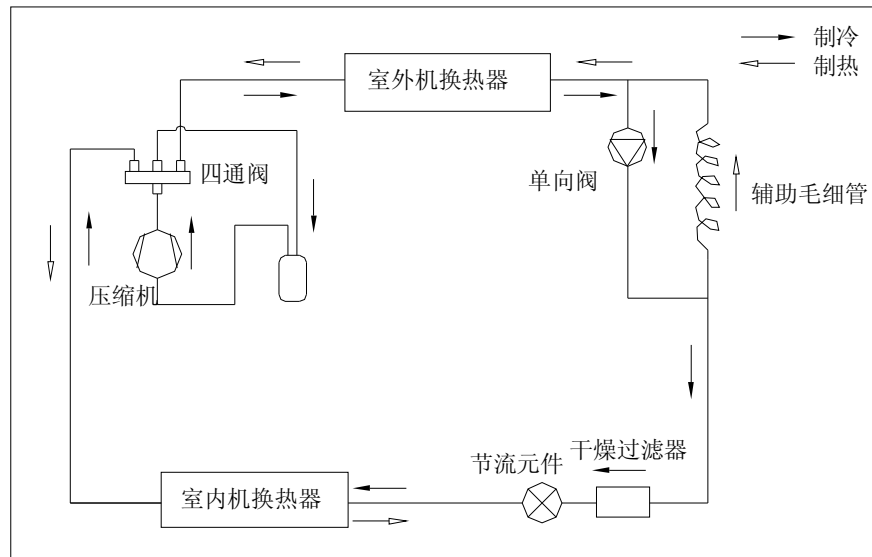 制冷
制热
室外机换热器
四通阀
单向阀
辅助毛细管
压缩机
节流元件
干燥过滤器
室内机换热器